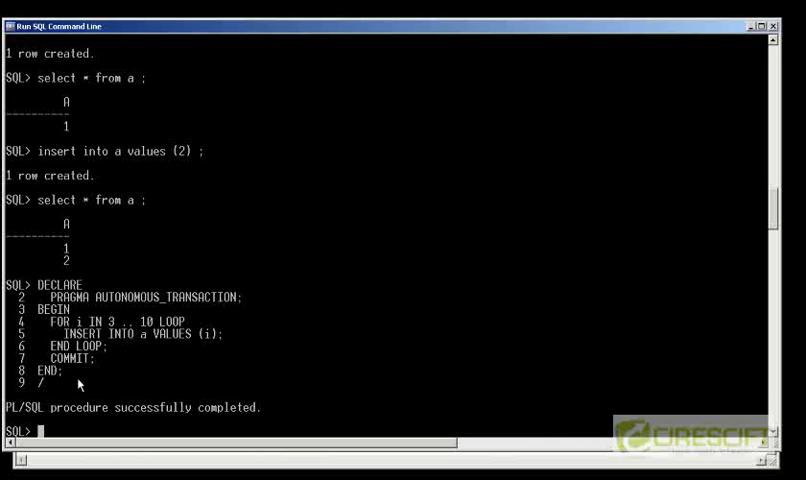 Run SQL Command Line
1 row created.
SQL> select * from a ;
A
----------
1
SQL> insert into a values (2) ;
1 row created.
SQL> select * from a ;
A
----------
1
2
SQL> DECLARE
2 PRAGMA AUTONOMOUS_TRANSACTION;
3 BEGIN
4 FOR i IN 3 .. 10 LOOP
5 INSERT INTO a VALUES (i);
6 END LOOP;
7 COMMIT;
8 END;
9 /
PL/SQL procedure successfully completed.
SQL>